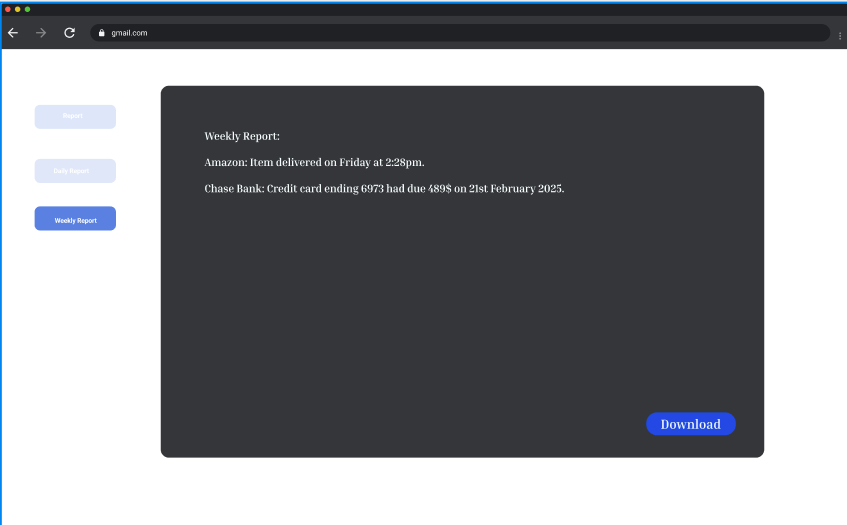 gmail.com
Report
Daily Report
Weekly Report
Weekly Report:
Amazon: Item delivered on Friday at 2:28pm.
Chase Bank: Credit card ending 6973 had due 489$ on 21st February 2025.
Download